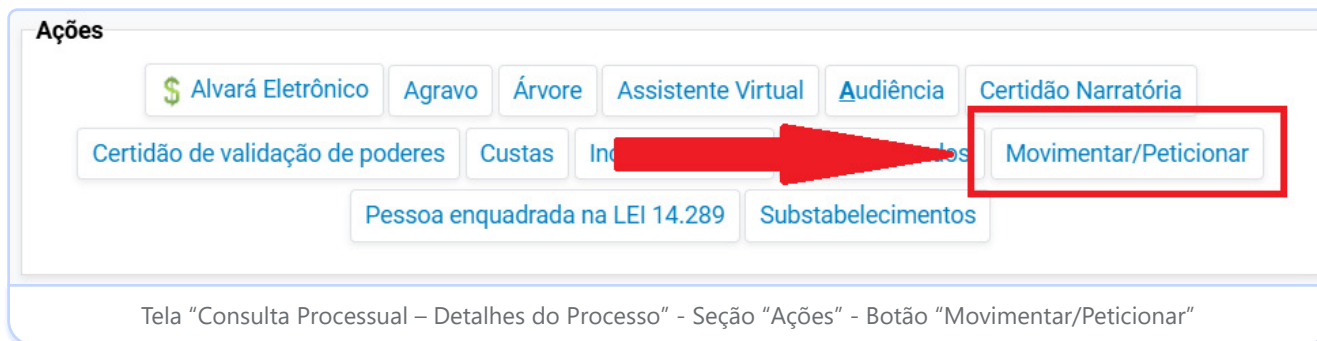 Ações
$ Alvará Eletrônico Agravo Árvore Assistente Virtual Audiência Certidão Narratória
Certidão de validação de poderes Custas Movimentar/Peticionar
Pessoa enquadrada na LEI 14.289 Substabelecimentos
Tela “Consulta Processual – Detalhes do Processo” - Seção “Ações” - Botão “Movimentar/Peticionar”